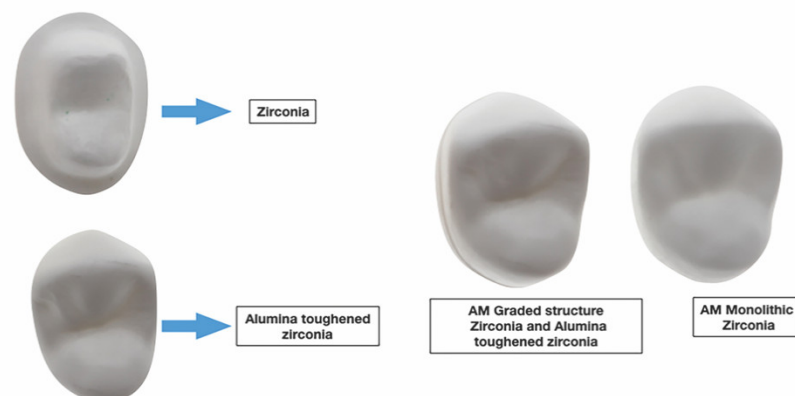 Zirconia
Alumina toughened
zirconia
AM Graded structure
Zirconia and Alumina
toughened zirconia
AM Monolithic
Zirconia